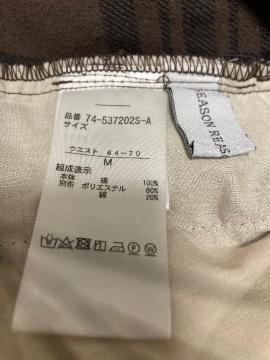 品番 74-537202S-A
サイズ
ウエスト 64-70
M
組成表示
本体 綿 100%
別布 ポリエステル 80%
綿 20%
SEASON REAS